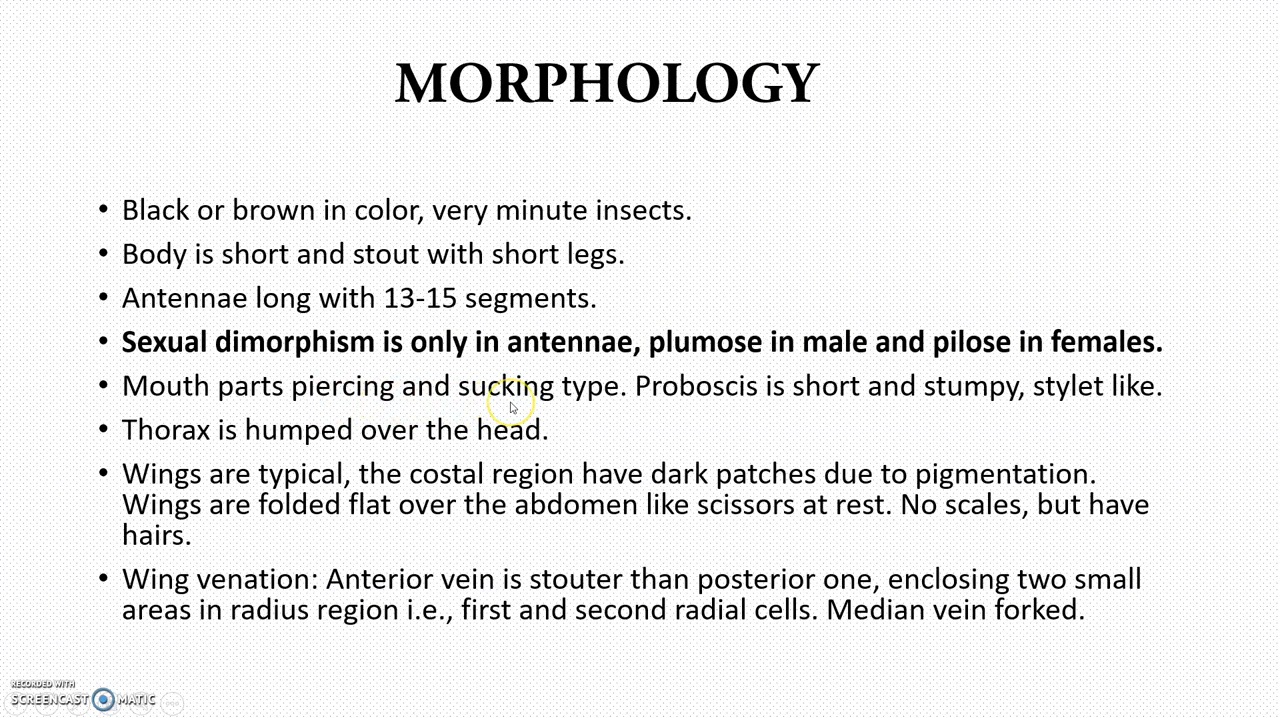 MORPHOLOGY
• Black or brown in color, very minute insects.
• Body is short and stout with short legs.
• Antennae long with 13-15 segments.
• Sexual dimorphism is only in antennae, plumose in male and pilose in females.
• Mouth parts piercing and sucking type. Proboscis is short and stumpy, stylet like.
• Thorax is humped over the head.
• Wings are typical, the costal region have dark patches due to pigmentation.
Wings are folded flat over the abdomen like scissors at rest. No scales, but have
hairs.
• Wing venation: Anterior vein is stouter than posterior one, enclosing two small
areas in radius region i.e., first and second radial cells. Median vein forked.
RECORDED WITH
SCREENCAST MATIC